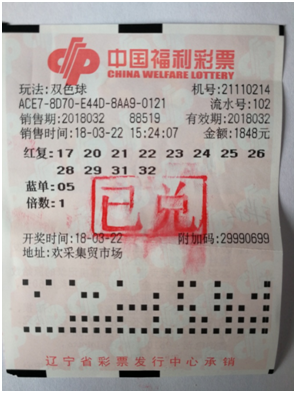 中国福利彩票
CHINA WELFARE LOTTERY
玩法:双色球 机号:21110214
ACE7-8D70-E44D-8AA9-0121 流水号:102
销售期:2018032 88519 有效期:2018032
销售时间:18-03-22 15:24:07 金额:1848元
红复:17 20 21 22 23 24 25 26
28 29 31 32
蓝单:05
倍数:1
已兑
开奖时间:18-03-22 附加码:29990699
地址:欢采集贸市场
辽宁省彩票发行中心承销